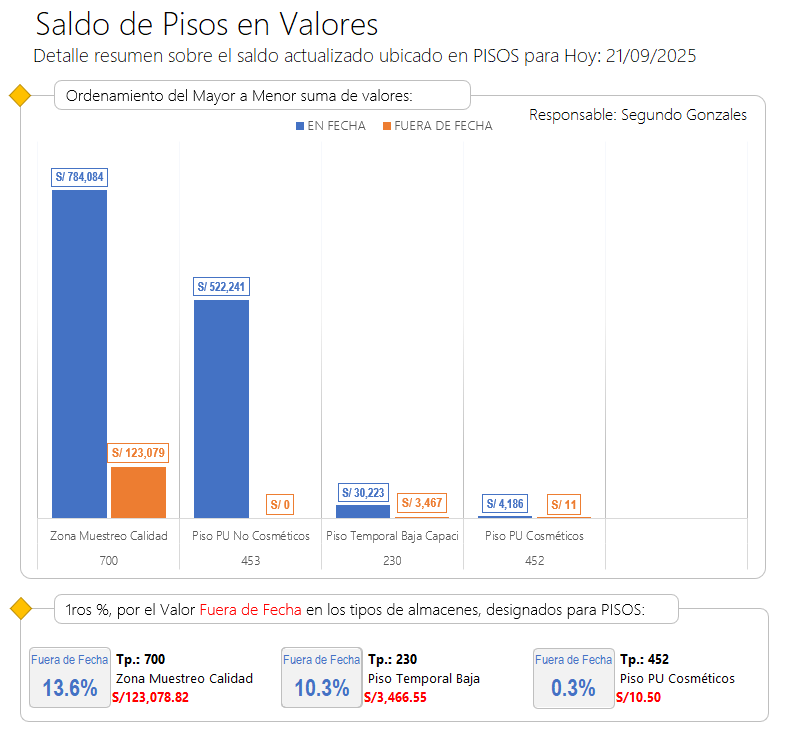 Saldo de Pisos en Valores
Detalle resumen sobre el saldo actualizado ubicado en PISOS para Hoy: 21/09/2025
Ordenamiento del Mayor a Menor suma de valores:
Responsable: Segundo Gonzales
EN FECHA FUERA DE FECHA
S/ 784,084
S/ 522,241
S/ 123,079
S/ 30,223
S/ 0
S/ 3,467
S/ 4,186
S/ 11
Zona Muestreo Calidad Piso PU No Cosméticos Piso Temporal Baja Capaci Piso PU Cosméticos
700 453 230 452
1ros %, por el Valor Fuera de Fecha en los tipos de almacenes, designados para PISOS:
Fuera de Fecha
13.6%
Tp.: 700
Zona Muestreo Calidad
S/123,078.82
Fuera de Fecha
10.3%
Tp.: 230
Piso Temporal Baja
S/3,466.55
Fuera de Fecha
0.3%
Tp.: 452
Piso PU Cosméticos
S/10.50